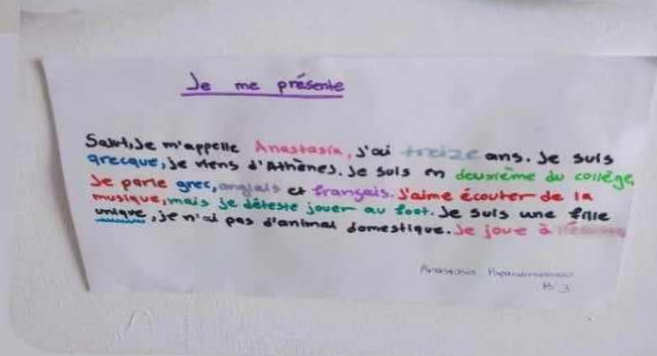 Je me présente
Salut, Je m'appelle Anastasia, J'ai treize ans. Je suis
grecque, Je viens d'Athènes. Je suis en deuxième du collège,
Je parle grec, anglais et français. J'aime écouter de la
musique, mais je déteste jouer au foot. Je suis une fille
unique, je n'ai pas d'animal domestique. Je joue à
Anastasia
B 3